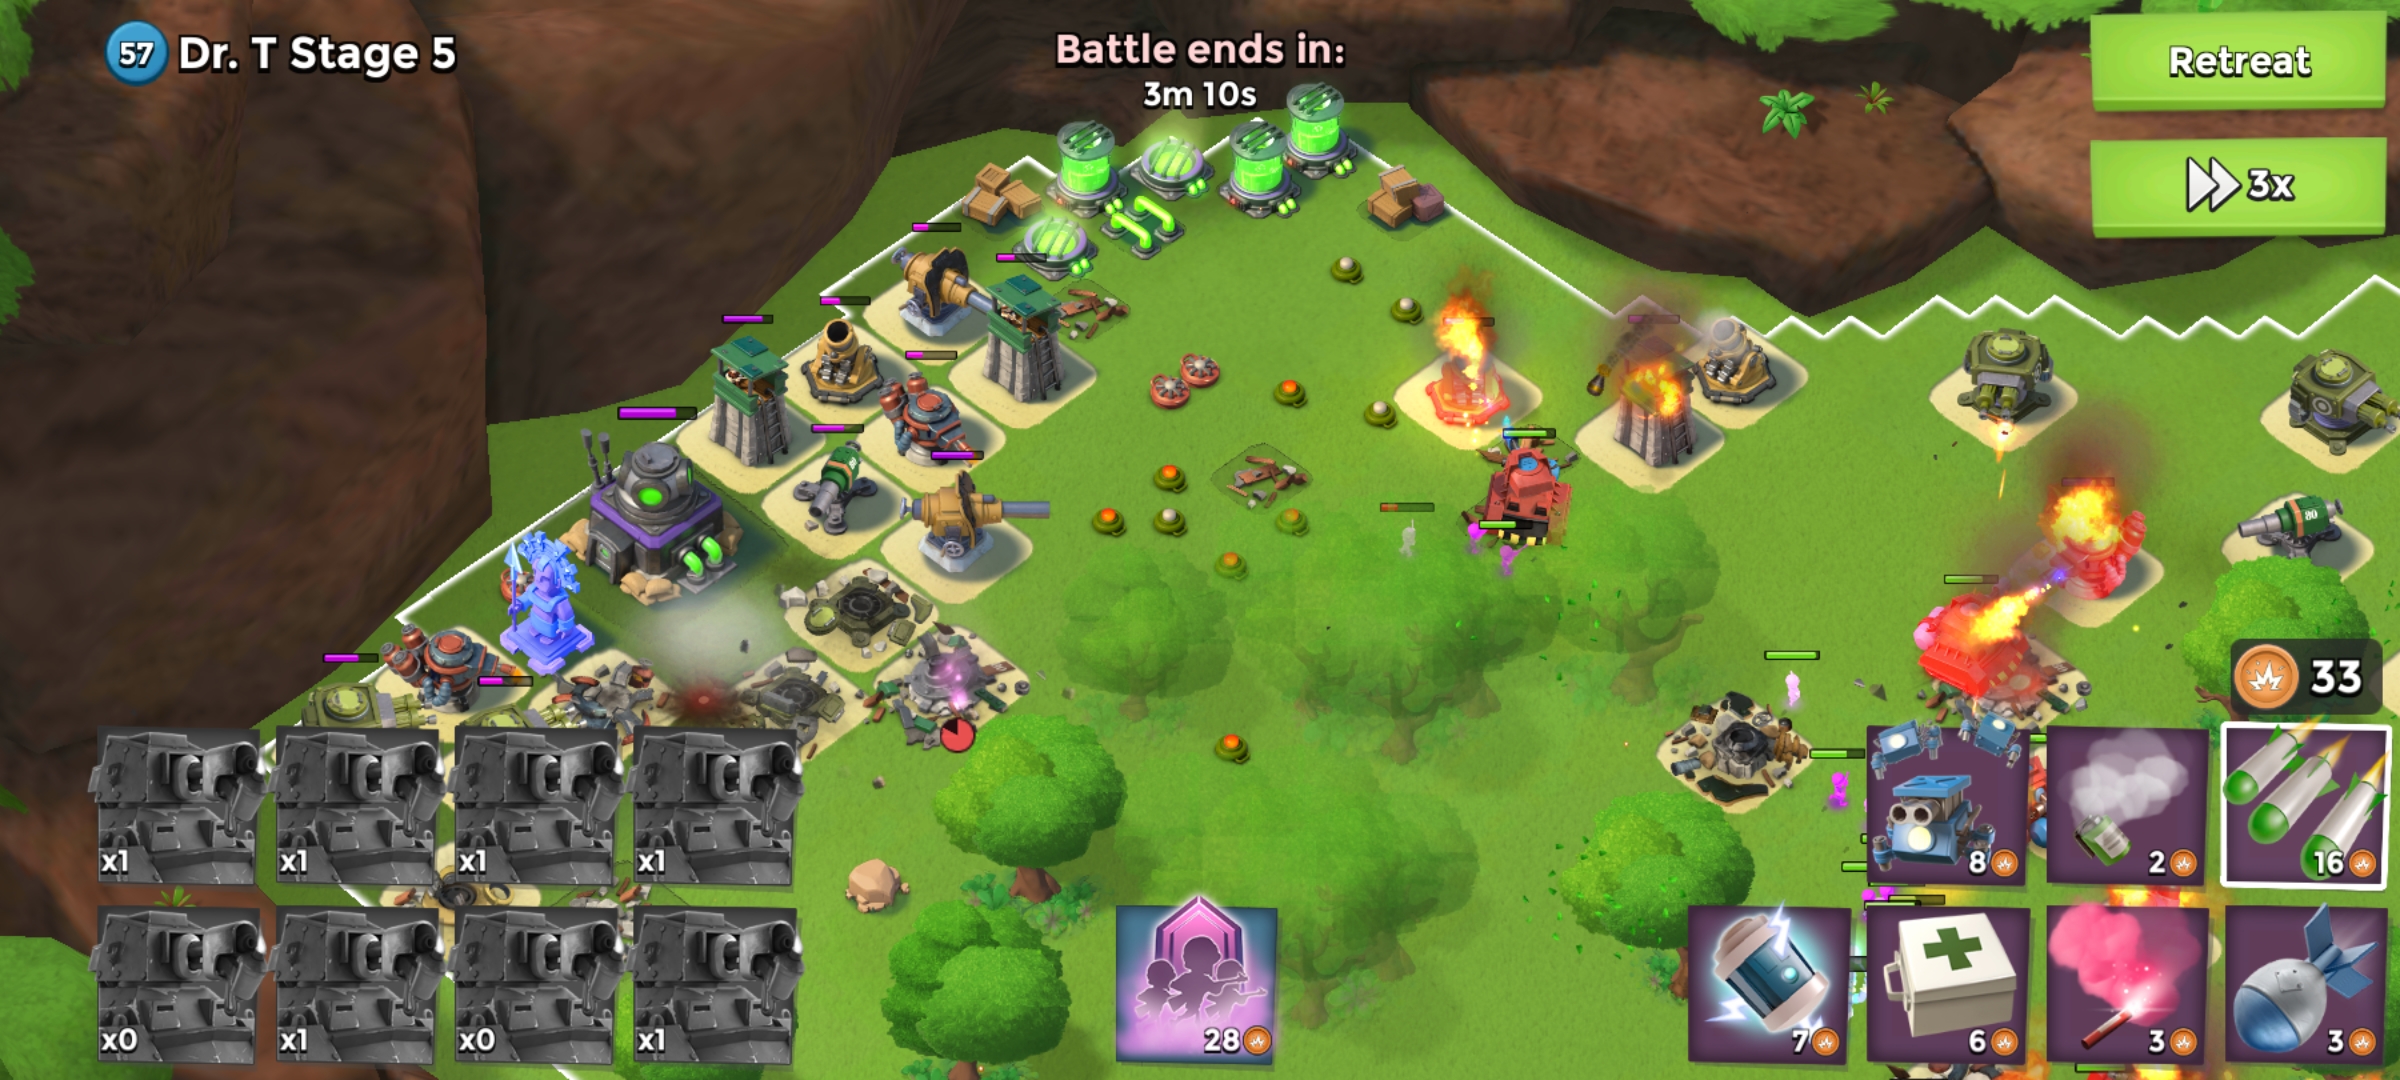 57 Dr. T Stage 5
Battle ends in:
3m 10s
Retreat
3x
33
x1
x1
x1
x1
8
2
16
x0
x1
x0
x1
28
7
6
3
3